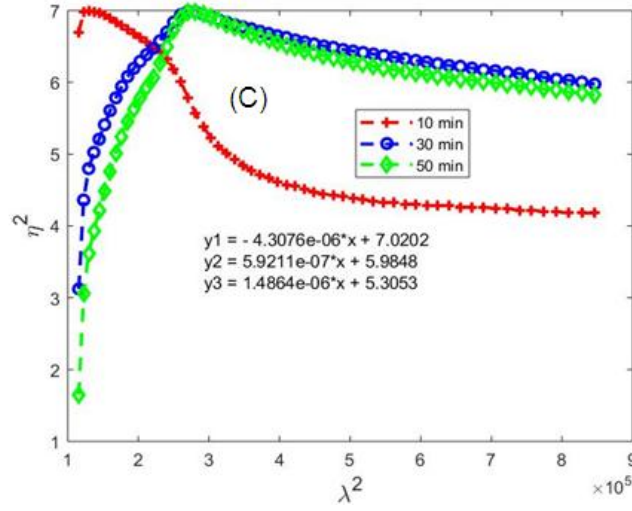 7
6
5
4
3
2
1
η²
(C)
10 min
30 min
50 min
y1 = - 4.3076e-06*x + 7.0202
y2 = 5.9211e-07*x + 5.9848
y3 = 1.4864e-06*x + 5.3053
1 2 3 4 5 6 7 8 9
λ²
×10⁵